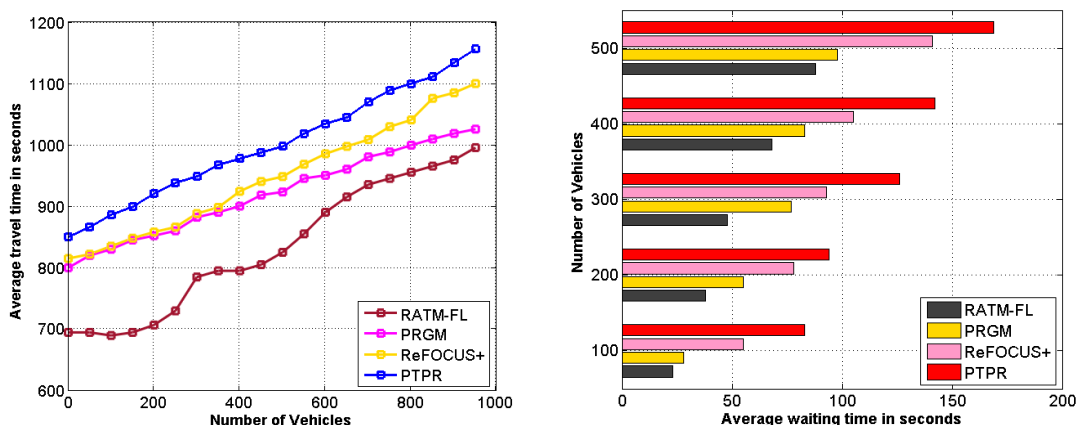 1200
1100
1000
900
800
700
600
Average travel time in seconds
0
200
400
600
800
1000
Number of Vehicles
RATM-FL
PRGM
ReFOCUS+
PTPR
500
400
300
200
100
Number of Vehicles
0
50
100
150
200
Average waiting time in seconds
RATM-FL
PRGM
ReFOCUS+
PTPR